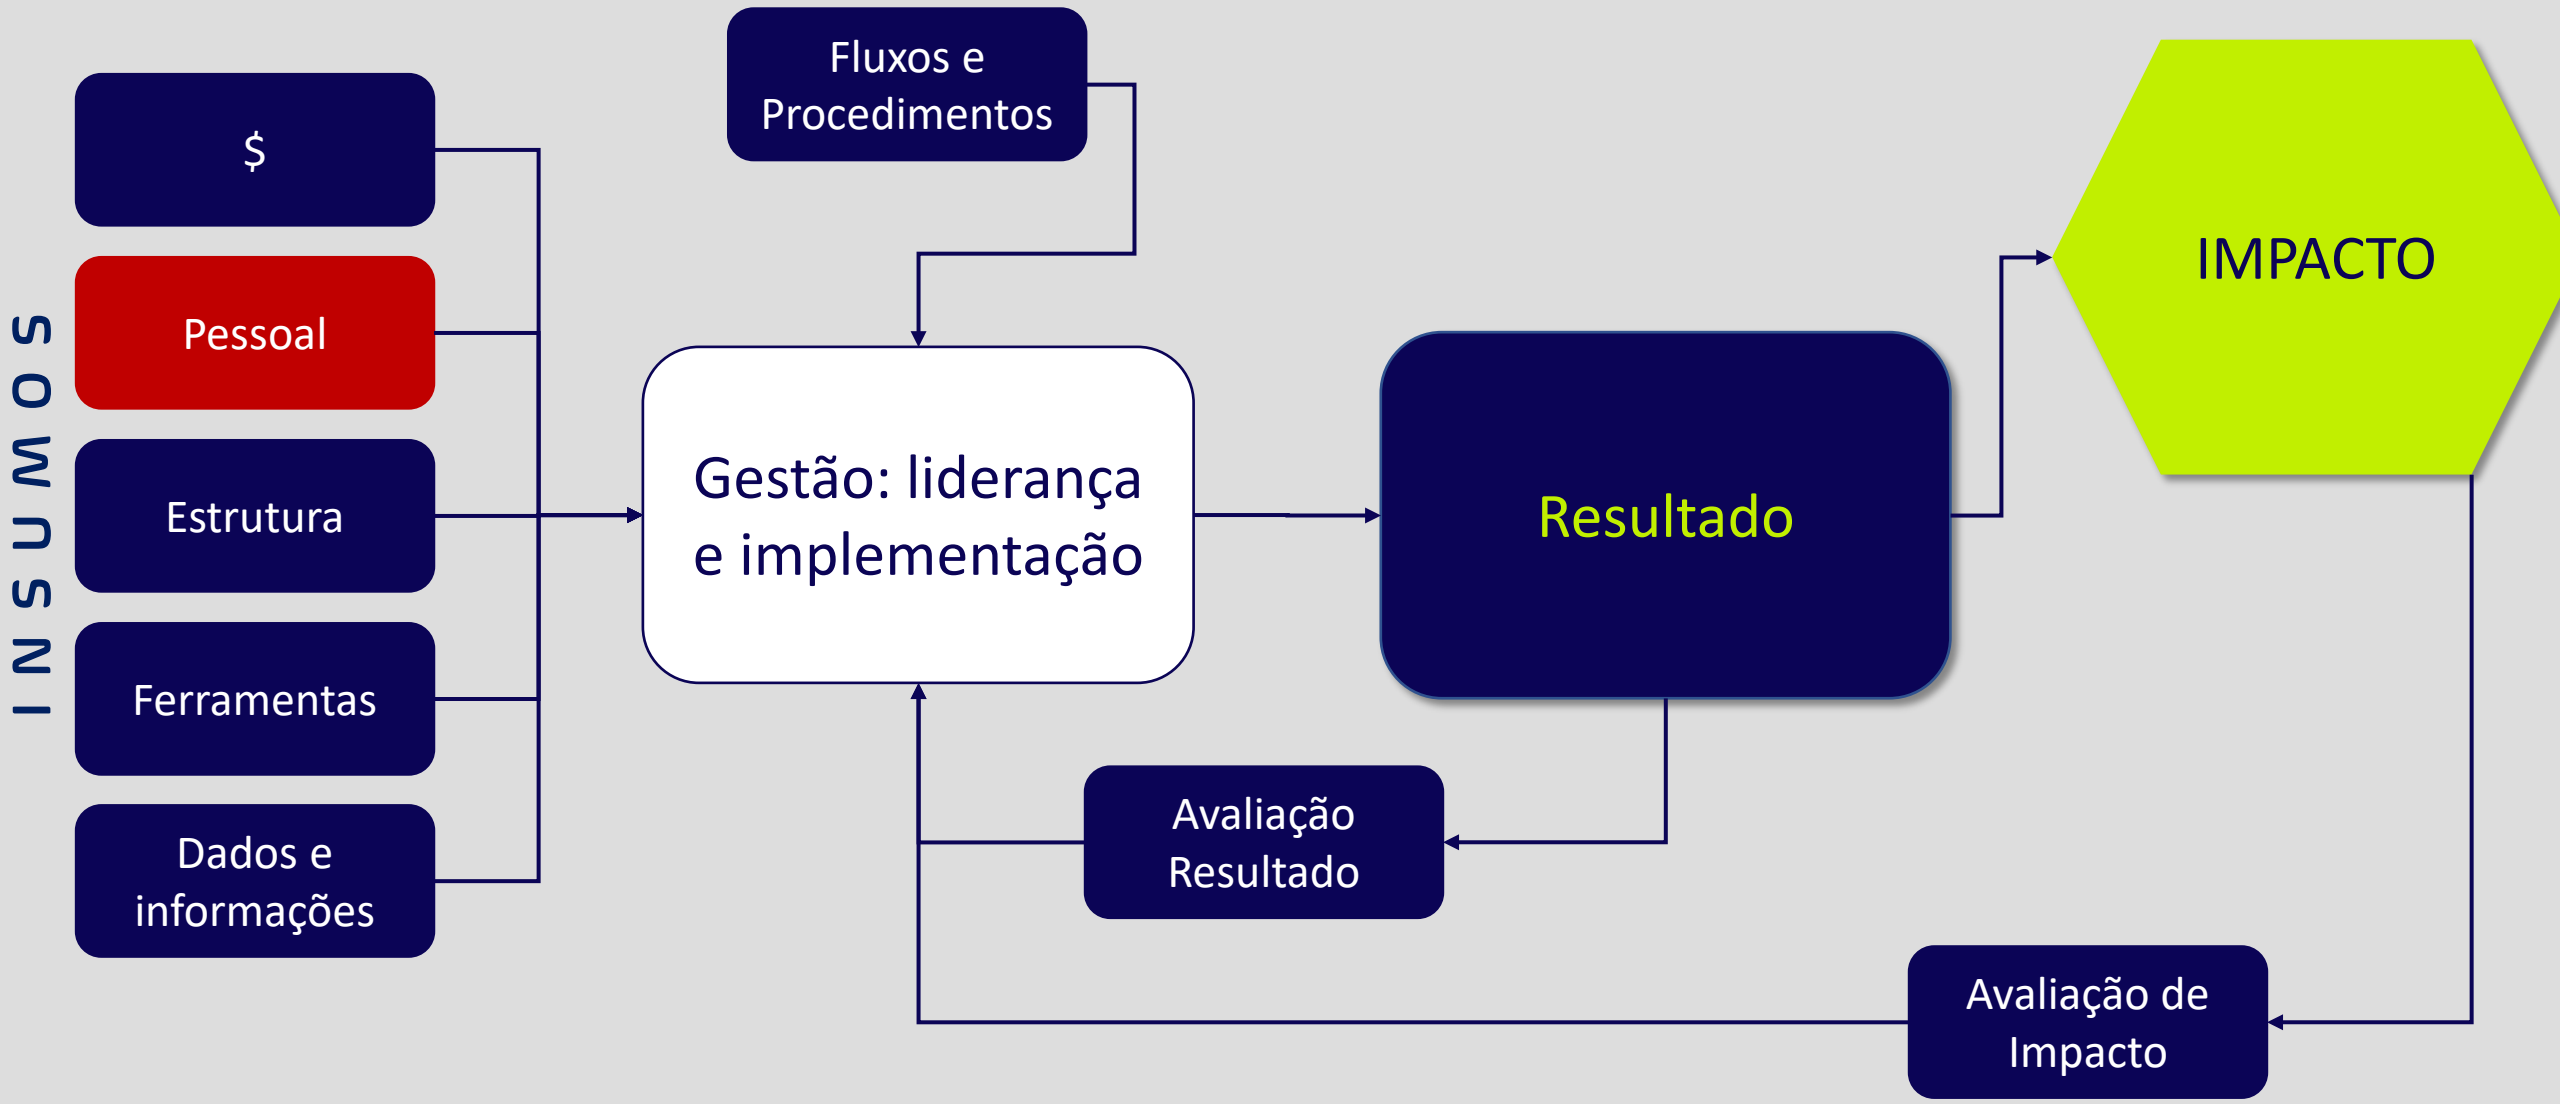 INSUMOS
$
Pessoal
Estrutura
Ferramentas
Dados e
informações
Fluxos e
Procedimentos
Gestão: liderança
e implementação
Resultado
IMPACTO
Avaliação
Resultado
Avaliação de
Impacto